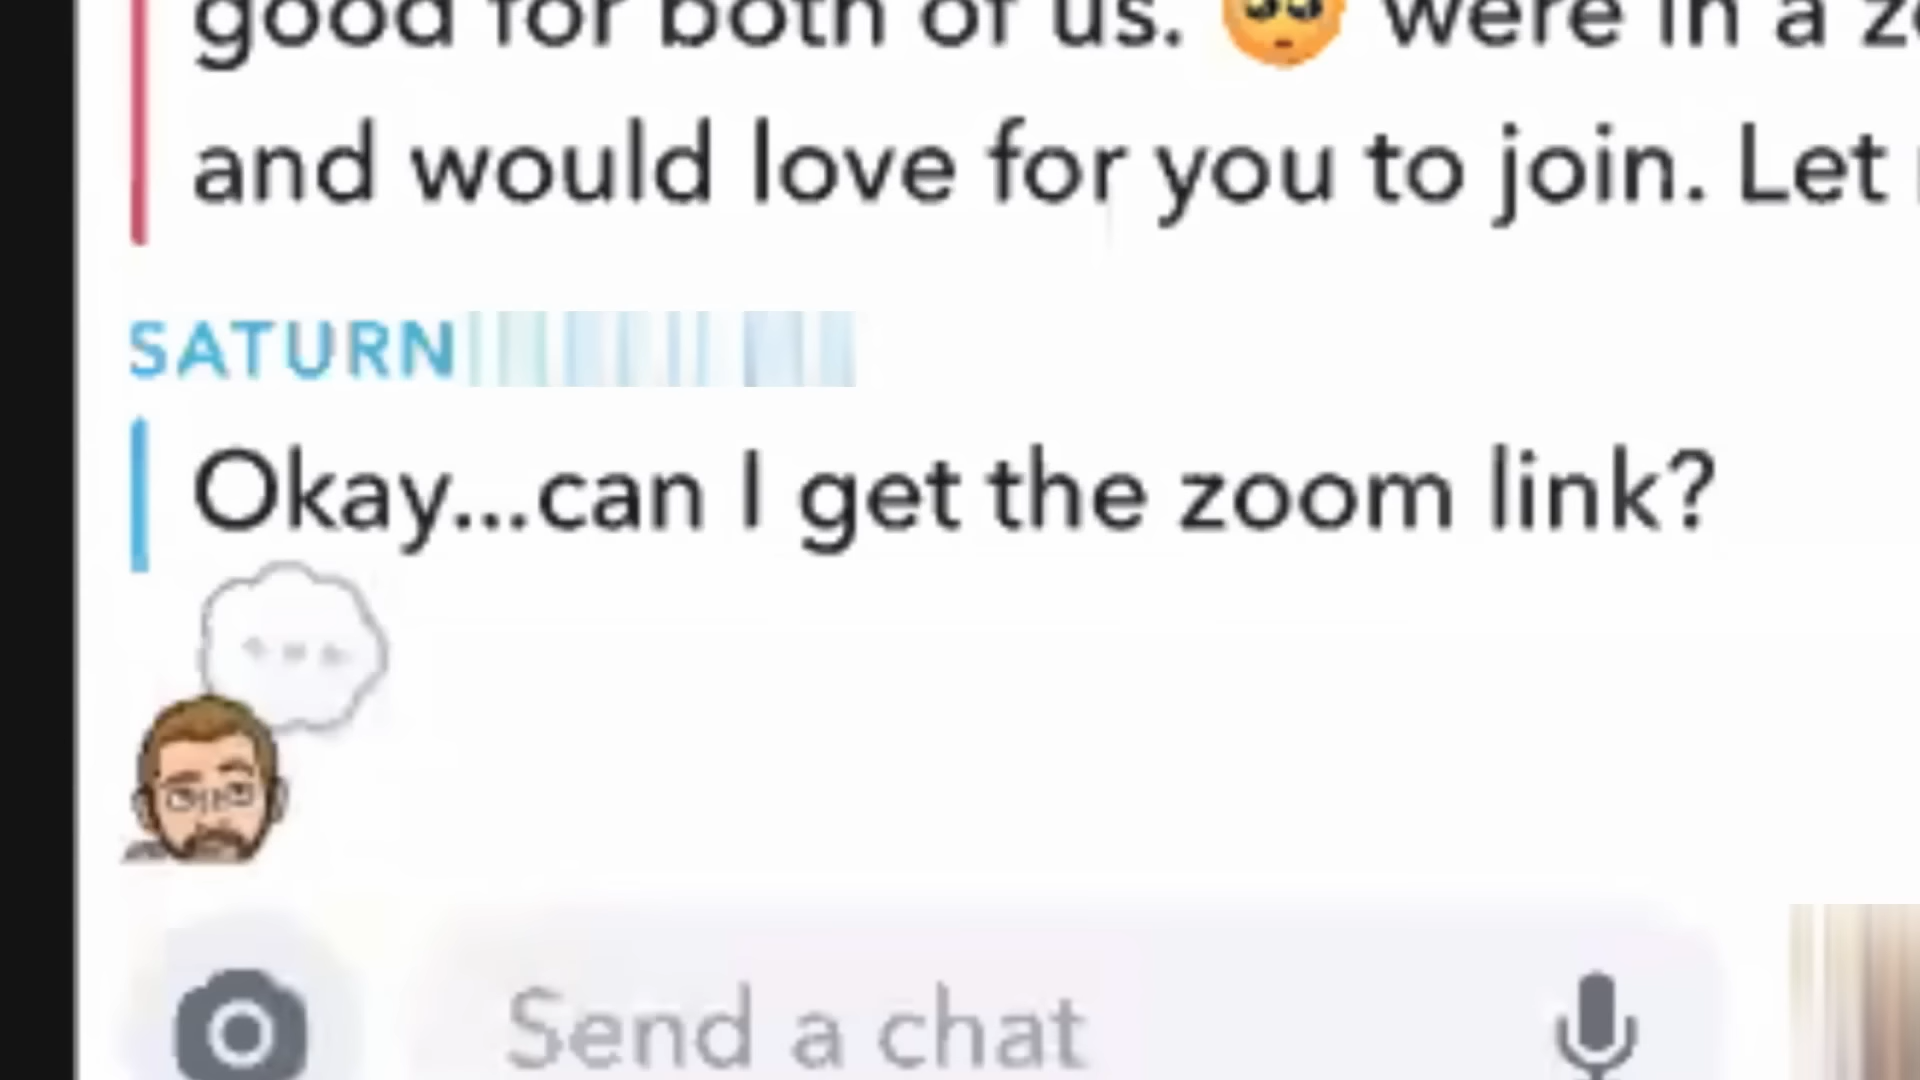 good for both of us. 🥺 were in a
and would love for you to join. Let
SATURN
Okay...can I get the zoom link?
Send a chat